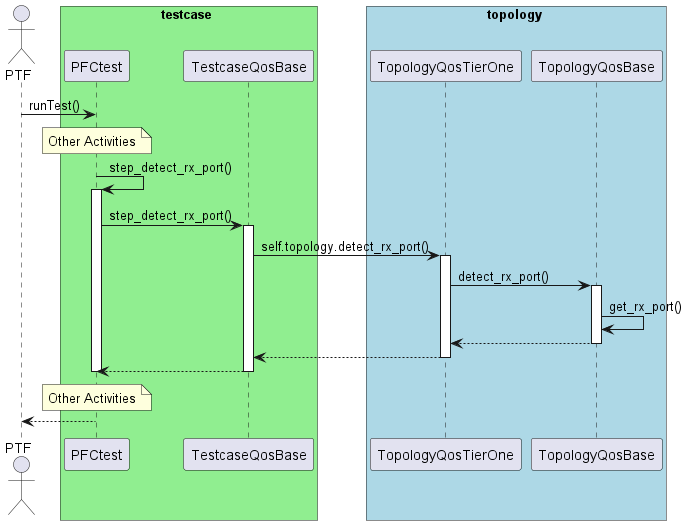 testcase
topology
PTF
PFCtest
TestcaseQosBase
TopologyQosTierOne
TopologyQosBase
runTest()
Other Activities
step_detect_rx_port()
step_detect_rx_port()
self.topology.detect_rx_port()
detect_rx_port()
get_rx_port()
Other Activities
PTF
PFCtest
TestcaseQosBase
TopologyQosTierOne
TopologyQosBase